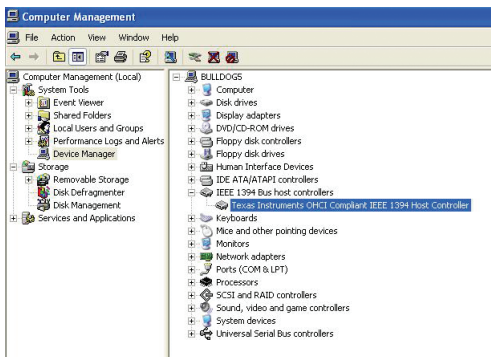 Computer Management
File Action View Window Help
Computer Management (Local)
System Tools
Event Viewer
Shared Folders
Local Users and Groups
Performance Logs and Alerts
Device Manager
Storage
Removable Storage
Disk Defragmenter
Disk Management
Services and Applications
BULLDOG5
Computer
Disk drives
Display adapters
DVD/CD-ROM drives
Floppy disk controllers
Floppy disk drives
Human Interface Devices
IDE ATA/ATAPI controllers
IEEE 1394 Bus host controllers
Texas Instruments OHCI Compliant IEEE 1394 Host Controller
Keyboards
Mice and other pointing devices
Monitors
Network adapters
Ports (COM & LPT)
Processors
SCSI and RAID controllers
Sound, video and game controllers
System devices
Universal Serial Bus controllers